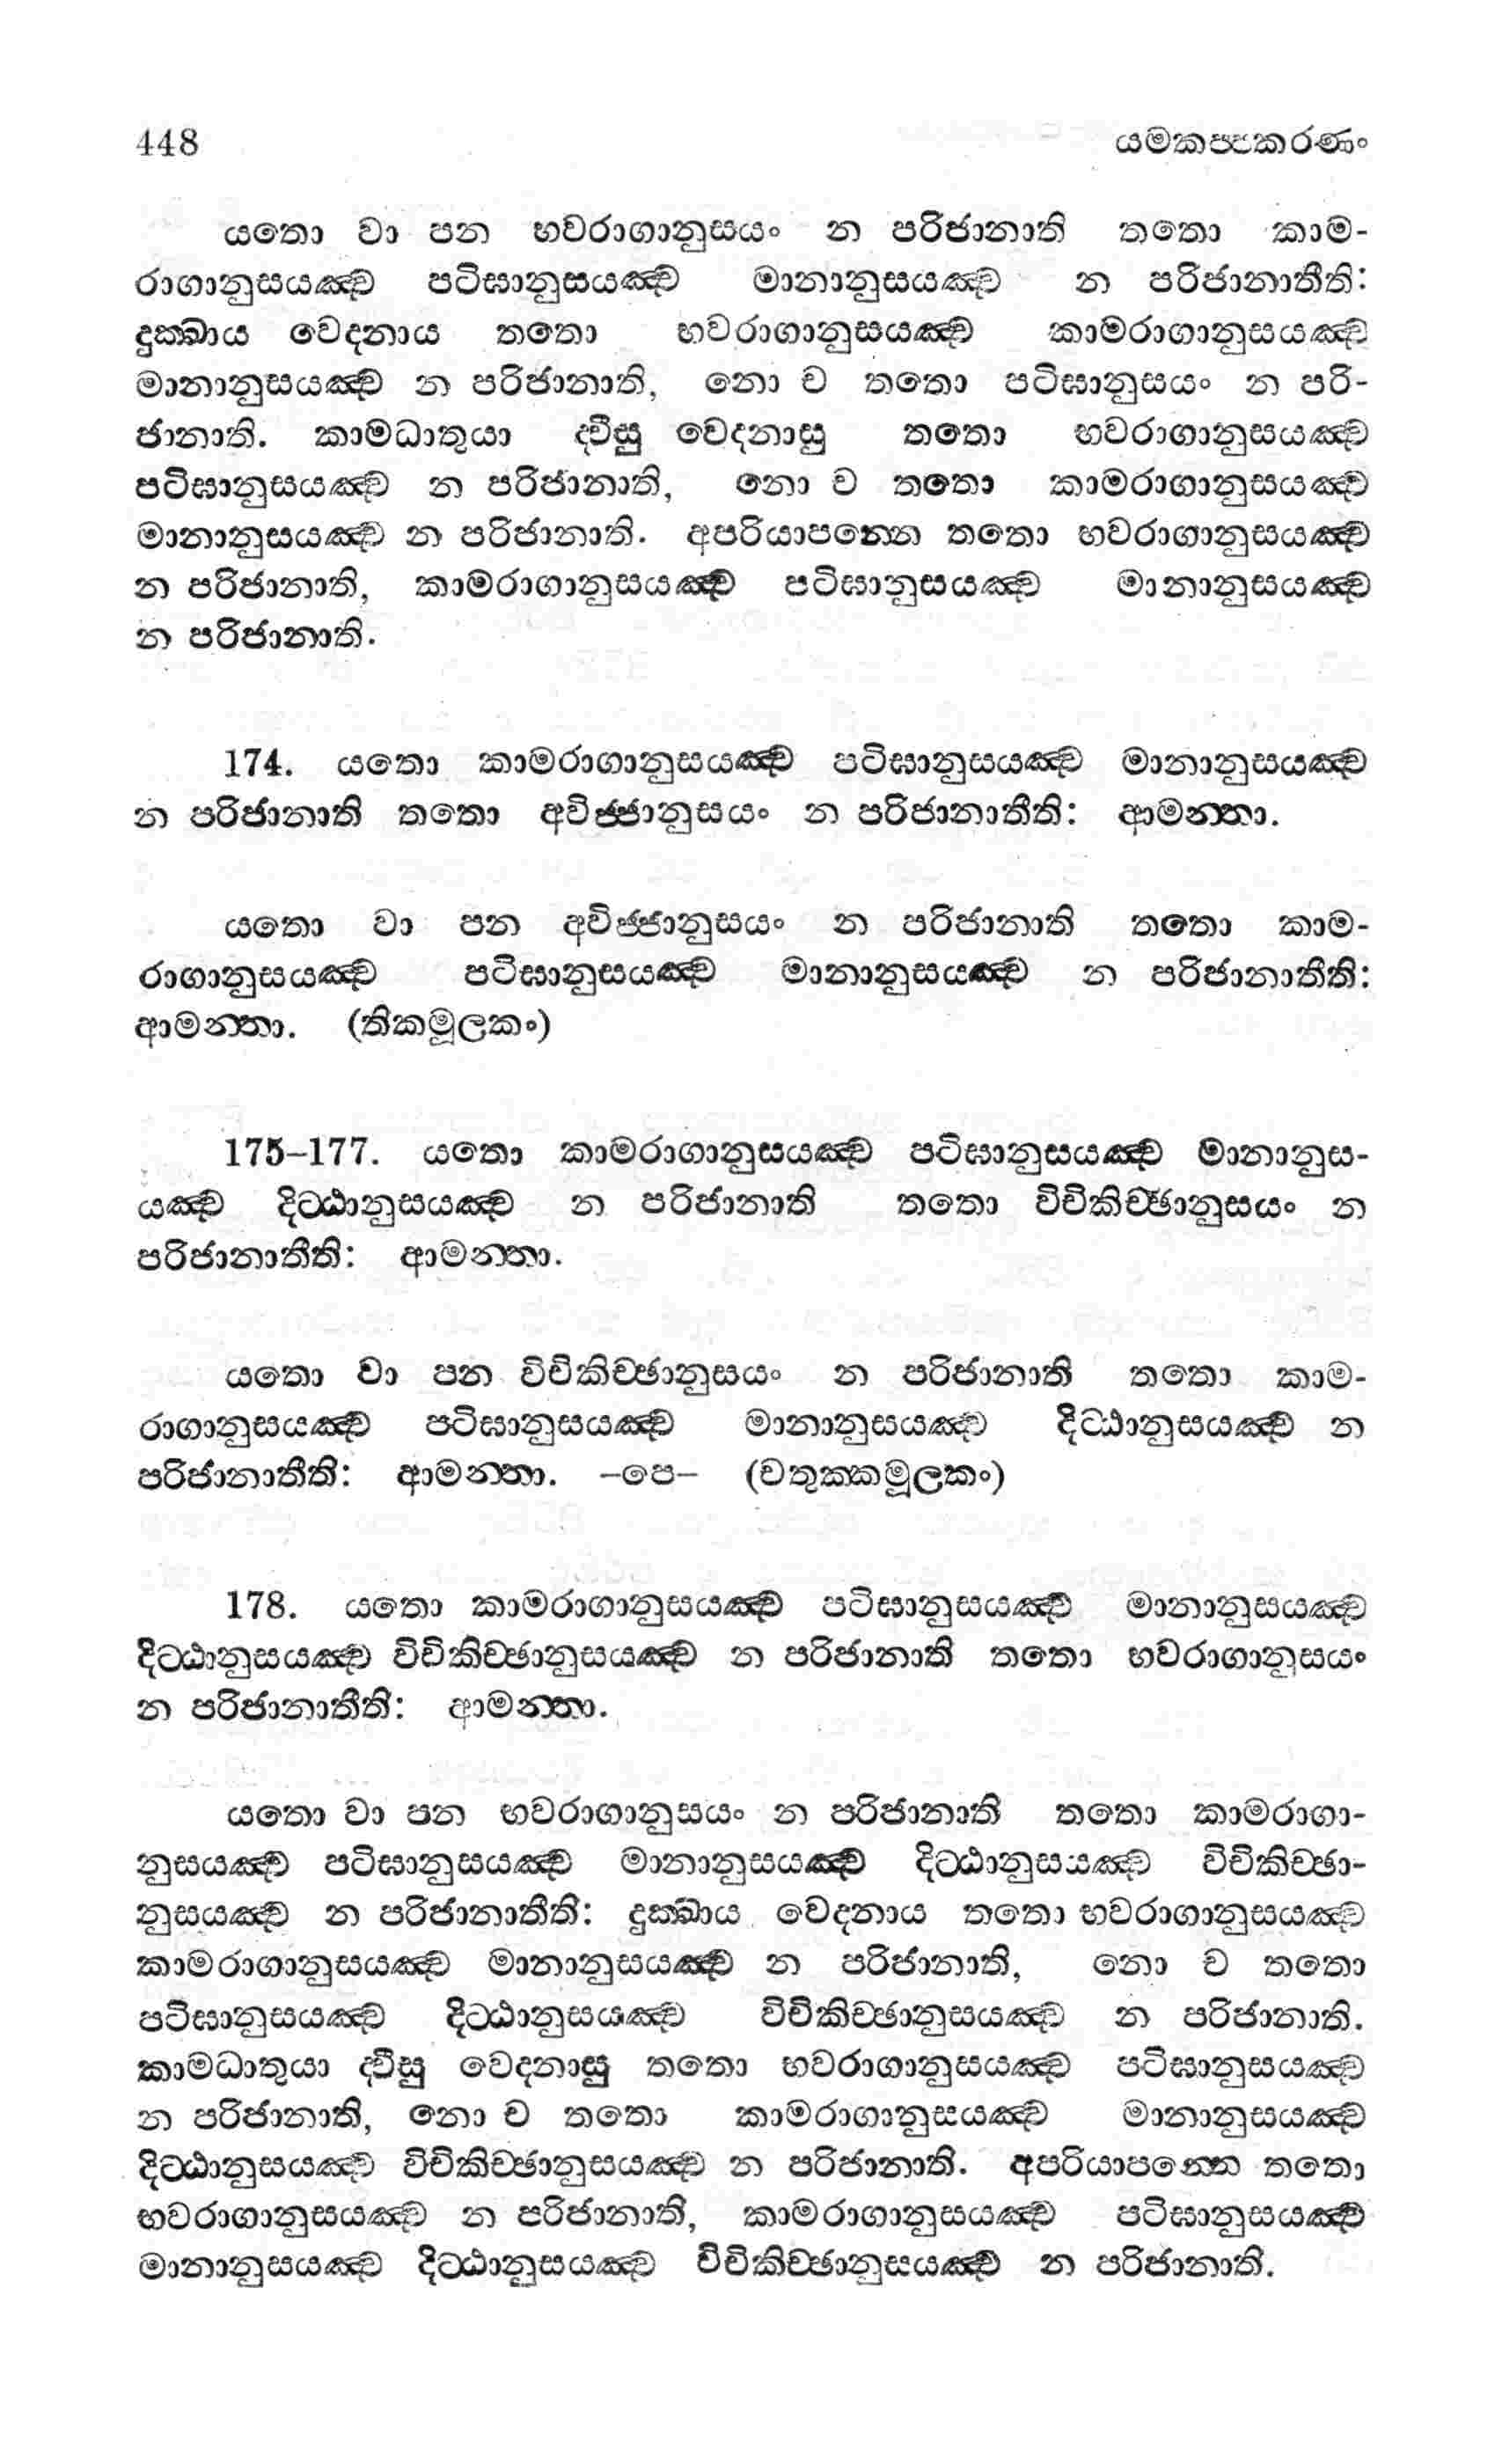 448 යමකප්පකරණං
යතො වා පන භවරාගානුසයං න පරිජානාති තතො කාම-
රාගානුසයඤ්ච පටිඝානුසයඤ්ච මානානුසයඤ්ච න පරිජානාතීති:
දුක්ඛාය වෙදනාය තතො භවරාගානුසයඤ්ච කාමරාගානුසයඤ්ච
මානානුසයඤ්ච න පරිජානාති, නො ච තතො පටිඝානුසයං න පරි-
ජානාති. කාමධාතුයා ද්වීසු වෙදනාසු තතො භවරාගානුසයඤ්ච
පටිඝානුසයඤ්ච න පරිජානාති, නො ච තතො කාමරාගානුසයඤ්ච
මානානුසයඤ්ච න පරිජානාති. අපරියාපන්නෙ තතො භවරාගානුසයඤ්ච
න පරිජානාති, කාමරාගානුසයඤ්ච පටිඝානුසයඤ්ච මානානුසයඤ්ච
න පරිජානාති.
174. යතො කාමරාගානුසයඤ්ච පටිඝානුසයඤ්ච මානානුසයඤ්ච
න පරිජානාති තතො අවිජ්ජානුසයං න පරිජානාතීති: ආමන්තා.
යතො වා පන අවිජ්ජානුසයං න පරිජානාති තතො කාම-
රාගානුසයඤ්ච පටිඝානුසයඤ්ච මානානුසයඤ්ච න පරිජානාතීති:
ආමන්තා. (තිකමූලකං)
175–177. යතො කාමරාගානුසයඤ්ච පටිඝානුසයඤ්ච මානානුස-
යඤ්ච දිට්ඨානුසයඤ්ච න පරිජානාති තතො විචිකිච්ඡානුසයං න
පරිජානාතීති: ආමන්තා.
යතො වා පන විචිකිච්ඡානුසයං න පරිජානාති තතො කාම-
රාගානුසයඤ්ච පටිඝානුසයඤ්ච මානානුසයඤ්ච දිට්ඨානුසයඤ්ච න
පරිජානාතීති: ආමන්තා. –පෙ– (චතුක්කමූලකං)
178. යතො කාමරාගානුසයඤ්ච පටිඝානුසයඤ්ච මානානුසයඤ්ච
දිට්ඨානුසයඤ්ච විචිකිච්ඡානුසයඤ්ච න පරිජානාති තතො භවරාගානුසයං
න පරිජානාතීති: ආමන්තා.
යතො වා පන භවරාගානුසයං න පරිජානාති තතො කාමරාගා-
නුසයඤ්ච පටිඝානුසයඤ්ච මානානුසයඤ්ච දිට්ඨානුසයඤ්ච විචිකිච්ඡා-
නුසයඤ්ච න පරිජානාතීති: දුක්ඛාය වෙදනාය තතො භවරාගානුසයඤ්ච
කාමරාගානුසයඤ්ච මානානුසයඤ්ච න පරිජානාති, නො ච තතො
පටිඝානුසයඤ්ච දිට්ඨානුසයඤ්ච විචිකිච්ඡානුසයඤ්ච න පරිජානාති.
කාමධාතුයා ද්වීසු වෙදනාසු තතො භවරාගානුසයඤ්ච පටිඝානුසයඤ්ච
න පරිජානාති, නො ච තතො කාමරාගානුසයඤ්ච මානානුසයඤ්ච
දිට්ඨානුසයඤ්ච විචිකිච්ඡානුසයඤ්ච න පරිජානාති. අපරියාපන්නෙ තතො
භවරාගානුසයඤ්ච න පරිජානාති, කාමරාගානුසයඤ්ච පටිඝානුසයඤ්ච
මානානුසයඤ්ච දිට්ඨානුසයඤ්ච විචිකිච්ඡානුසයඤ්ච න පරිජානාති.